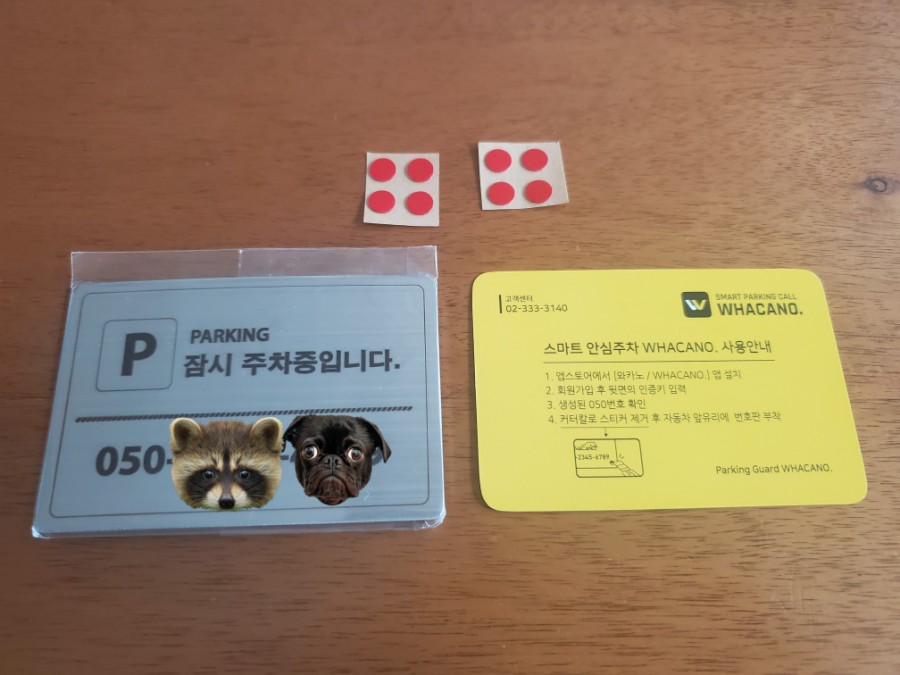 P
PARKING
잠시 주차중입니다.
050-
고객센터
02-333-3140
SMART PARKING CALL
WHACANO.
스마트 안심주차 WHACANO. 사용안내
1. 앱스토어에서 [와카노 / WHACANO.] 앱 설치
2. 회원가입 후 뒷면의 인증키 입력
3. 생성된 050번호 확인
4. 커터칼로 스티커 제거 후 자동차 앞유리에 번호판 부착
-2345-6789
Parking Guard WHACANO.